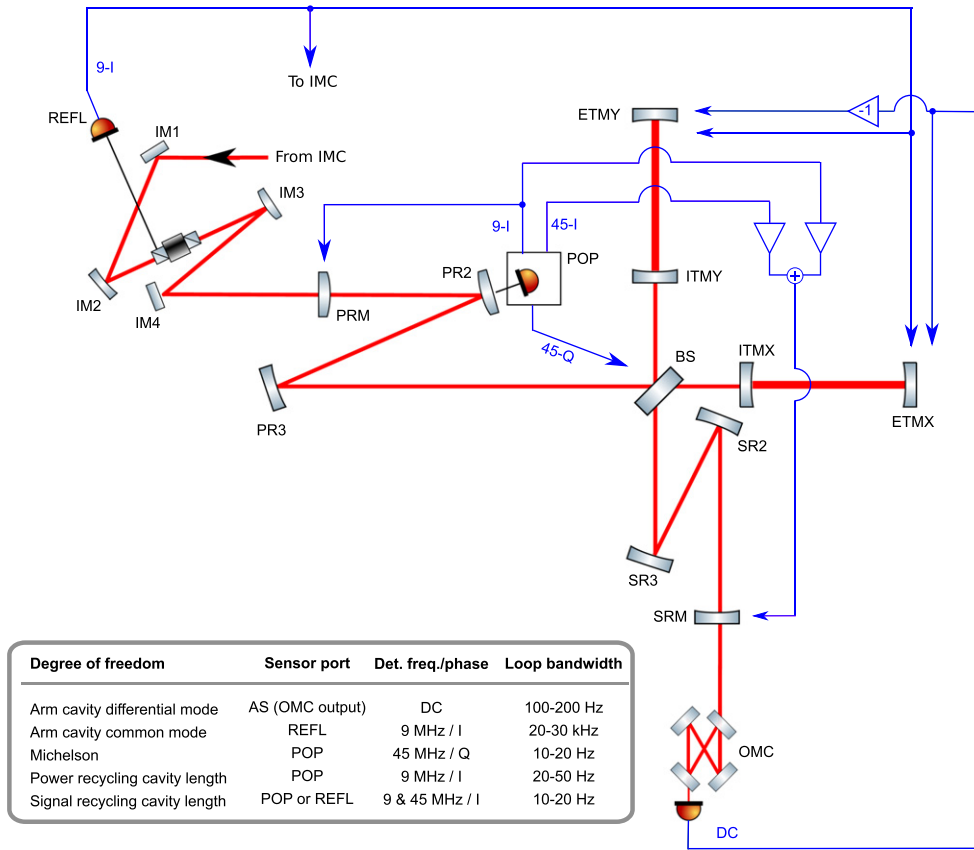 9-I
To IMC
REFL
IM1
From IMC
ETMY
-1
IM3
9-I
45-I
POP
PR2
ITMY
IM2
IM4
PRM
45-Q
BS
ITMX
PR3
ETMX
SR2
SR3
SRM
Degree of freedom Sensor port Det. freq./phase Loop bandwidth
Arm cavity differential mode AS (OMC output) DC 100-200 Hz
Arm cavity common mode REFL 9 MHz / I 20-30 kHz
Michelson POP 45 MHz / Q 10-20 Hz
Power recycling cavity length POP 9 MHz / I 20-50 Hz
Signal recycling cavity length POP or REFL 9 & 45 MHz / I 10-20 Hz
OMC
DC